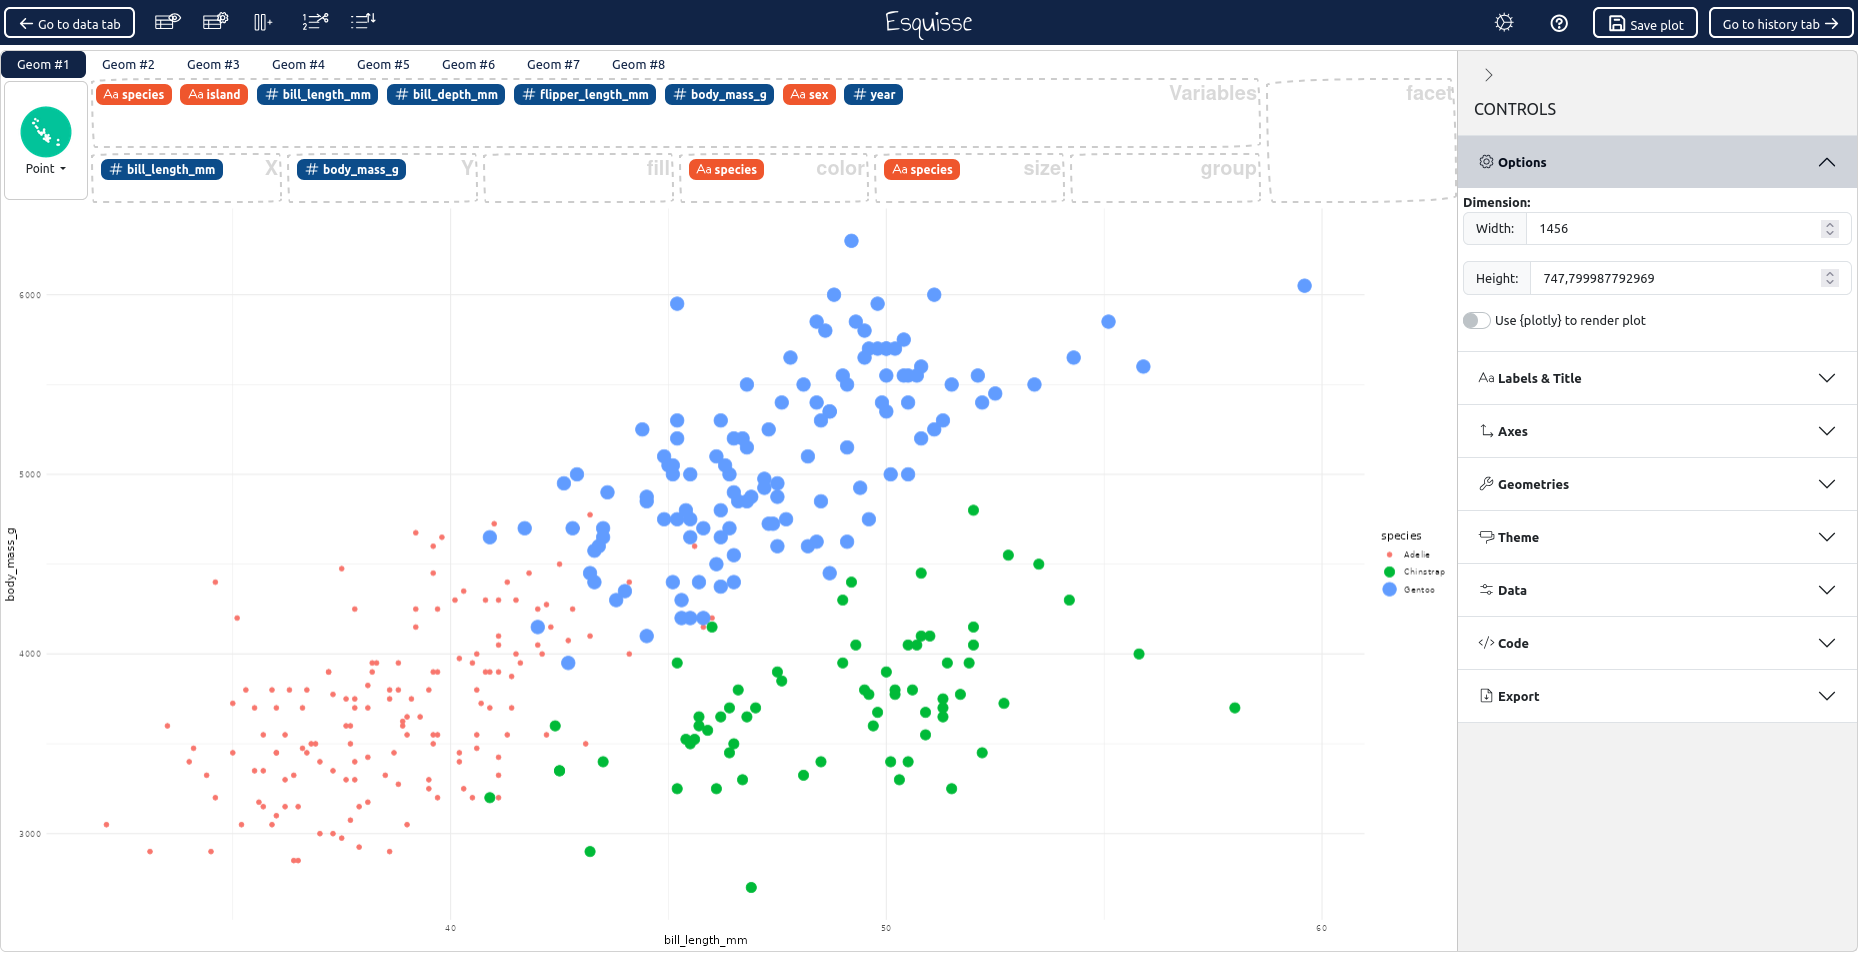 Go to data tab
Esquisse
Save plot
Go to history tab
Geom #1 Geom #2 Geom #3 Geom #4 Geom #5 Geom #6 Geom #7 Geom #8
Point
Aa species Aa island # bill_length_mm # bill_depth_mm # flipper_length_mm # body_mass_g Aa sex # year Variables
facet
# bill_length_mm X # body_mass_g Y fill Aa species color Aa species size group
6000
5000
4000
3000
body_mass_g
40 50 60
bill_length_mm
species
Adelie
Chinstrap
Gentoo
CONTROLS
Options
Dimension:
Width: 1456
Height: 747,799987792969
Use {plotly} to render plot
Aa Labels & Title
Axes
Geometries
Theme
Data
</> Code
Export